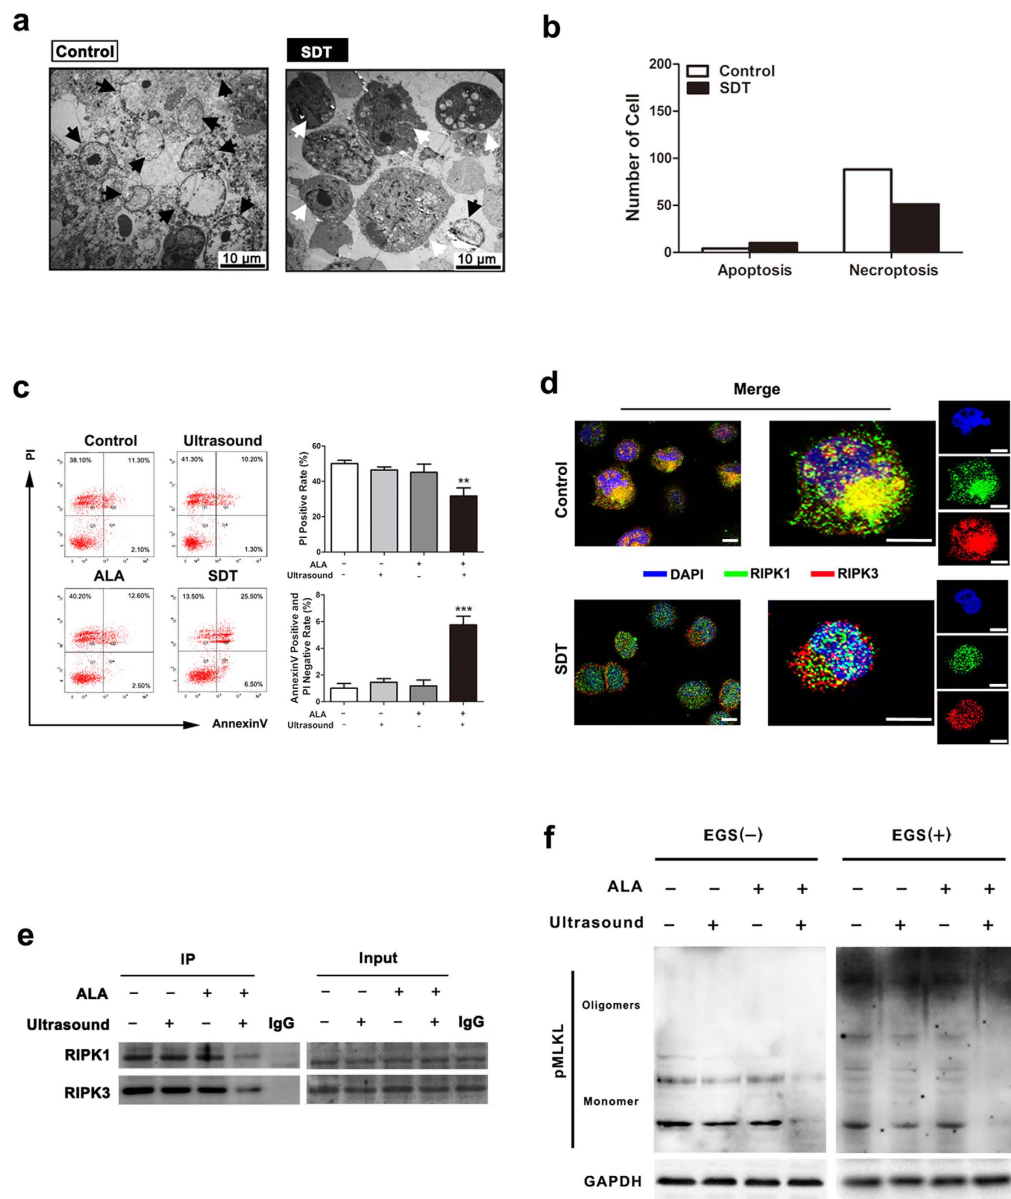 a
Control
SDT
10 μm
10 μm
b
Number of Cell
200
150
100
50
0
Control
SDT
Apoptosis
Necroptosis
c
PI
Control
Ultrasound
38.10%
11.30%
2.10%
41.30%
10.20%
1.30%
ALA
SDT
40.20%
12.60%
2.50%
13.50%
25.50%
6.50%
AnnexinV
PI Positive Rate (%)
60
40
20
0
**
ALA − − + +
Ultrasound − + − +
AnnexinV Positive and
PI Negative Rate (%)
8
6
4
2
0
***
ALA − − + +
Ultrasound − + − +
d
Merge
Control
DAPI RIPK1 RIPK3
SDT
e
IP
Input
ALA − − + + − − + +
Ultrasound − + − + IgG − + − + IgG
RIPK1
RIPK3
f
EGS(−)
EGS(+)
ALA − − + + − − + +
Ultrasound − + − + − + − +
pMLKL
Oligomers
Monomer
GAPDH